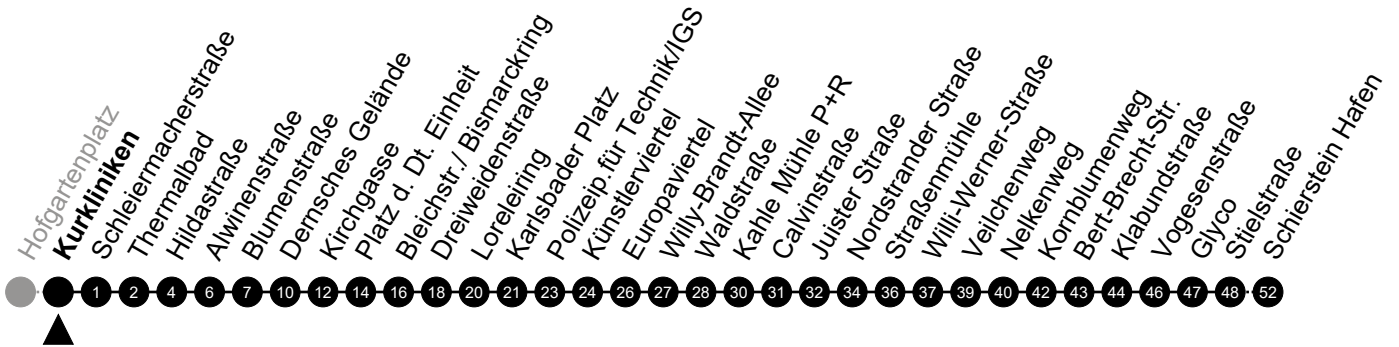 Hofgartenplatz
Kurkliniken
Schleiermacherstraße
Thermalbad
Hildastraße
Alwinenstraße
Blumenstraße
Dernsches Gelände
Kirchgasse
Platz d. Dt. Einheit
Bleichstr./ Bismarckring
Dreiweidenstraße
Loreleiring
Karlsbader Platz
Polizeip.für Technik/IGS
Künstlerviertel
Europaviertel
Willy-Brandt-Allee
Waldstraße
Kahle Mühle P+R
Calvinstraße
Juister Straße
Nordstrander Straße
Straßenmühle
Willi-Werner-Straße
Veilchenweg
Nelkenweg
Kornblumenweg
Bert-Brecht-Str.
Klabundstraße
Vogesenstraße
Glyco
Stielstraße
Schierstein Hafen
1 2 4 6 7 10 12 14 16 18 20 21 23 24 26 27 28 30 31 32 34 36 37 39 40 42 43 44 46 47 48 52